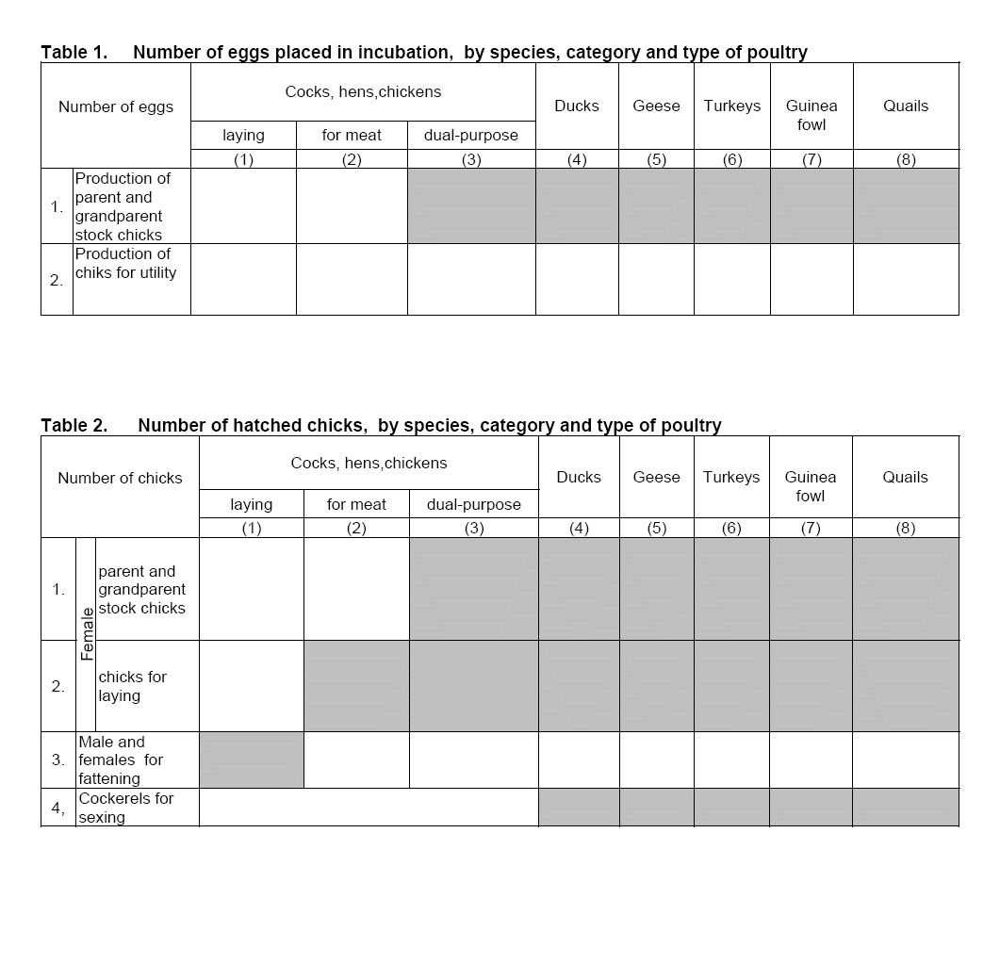 Table 1. Number of eggs placed in incubation, by species, category and type of poultry
Number of eggs
Cocks, hens,chickens
Ducks
Geese
Turkeys
Guinea
fowl
Quails
laying
for meat
dual-purpose
(1)
(2)
(3)
(4)
(5)
(6)
(7)
(8)
1.
Production of
parent and
grandparent
stock chicks
2.
Production of
chiks for utility
Table 2. Number of hatched chicks, by species, category and type of poultry
Number of chicks
Cocks, hens,chickens
Ducks
Geese
Turkeys
Guinea
fowl
Quails
laying
for meat
dual-purpose
(1)
(2)
(3)
(4)
(5)
(6)
(7)
(8)
Female
1.
parent and
grandparent
stock chicks
2.
chicks for
laying
3.
Male and
females for
fattening
4,
Cockerels for
sexing